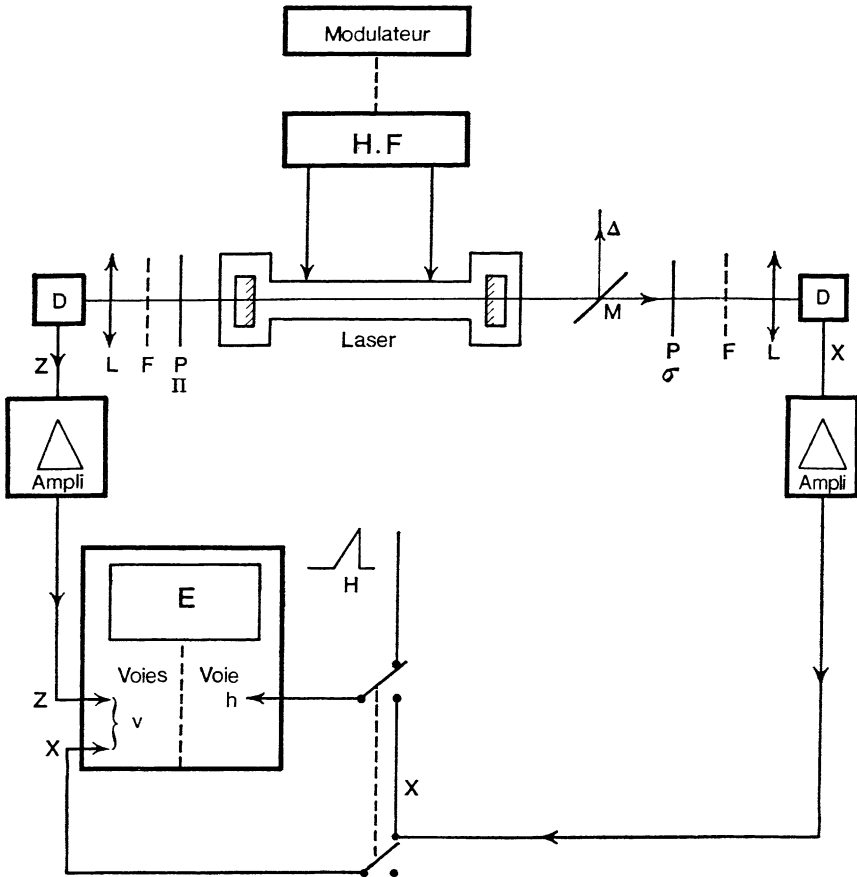 Modulateur
H.F
Δ
D
D
M
Laser
Z
L
F
P
P
F
L
X
II
σ
Ampli
Ampli
H
E
Voies
Voie
Z
v
h
X
X